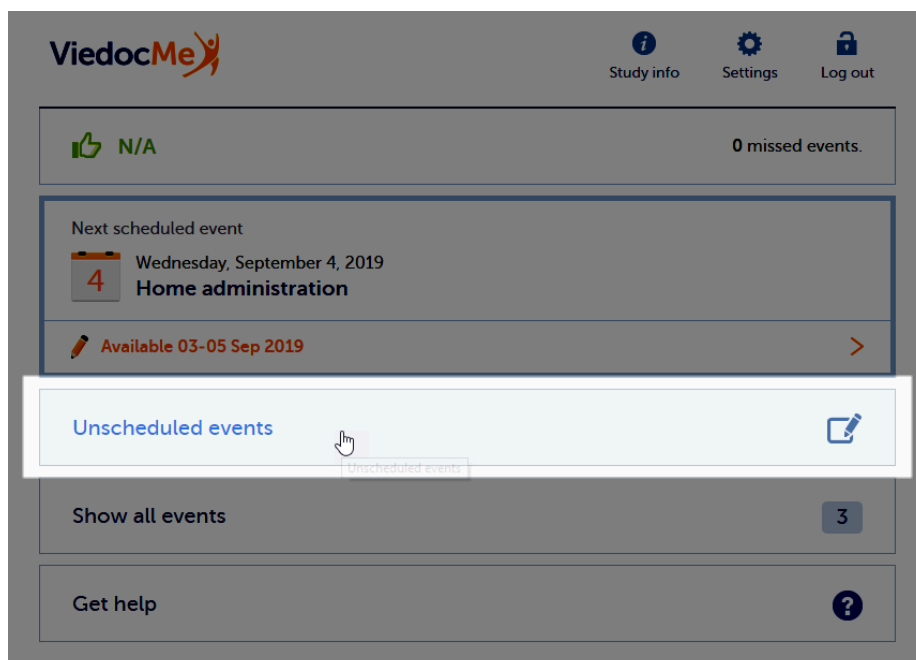 ViedocMe
Study info
Settings
Log out
N/A
0 missed events.
Next scheduled event
4
Wednesday, September 4, 2019
Home administration
Available 03-05 Sep 2019
Unscheduled events
Unscheduled events
Show all events
3
Get help